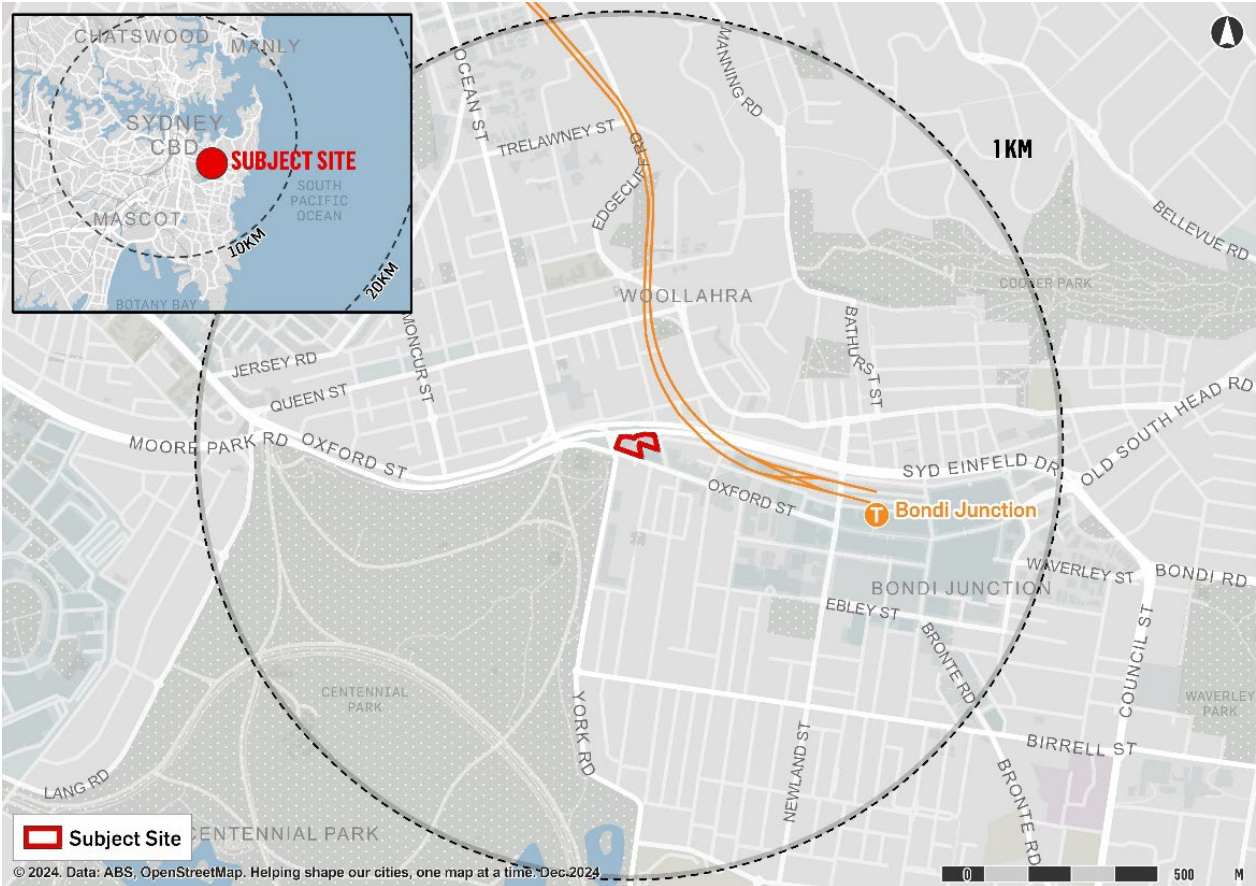 CHATSWOOD
MANLY
SYDNEY
CBD
SUBJECT SITE
SOUTH
PACIFIC
OCEAN
MASCOT
10KM
20KM
BOTANY BAY
OCEAN ST
MANNING RD
TRELAWNEY ST
EDGECLIFF RD
1 KM
BELLEVUE RD
COOPER PARK
WOOLLAHRA
MONCUR ST
BATHURST ST
JERSEY RD
QUEEN ST
OLD SOUTH HEAD RD
MOORE PARK RD
OXFORD ST
SYD EINFELD DR
OXFORD ST
T
Bondi Junction
WAVERLEY ST
BONDI RD
BONDI JUNCTION
EBLEY ST
BRONTE RD
COUNCIL ST
CENTENNIAL
PARK
WAVERLEY
PARK
YORK RD
NEWLAND ST
BIRRELL ST
BRONTE RD
LANG RD
CENTENNIAL PARK
Subject Site
© 2024. Data: ABS, OpenStreetMap. Helping shape our cities, one map at a time. Dec 2024
0
500
M